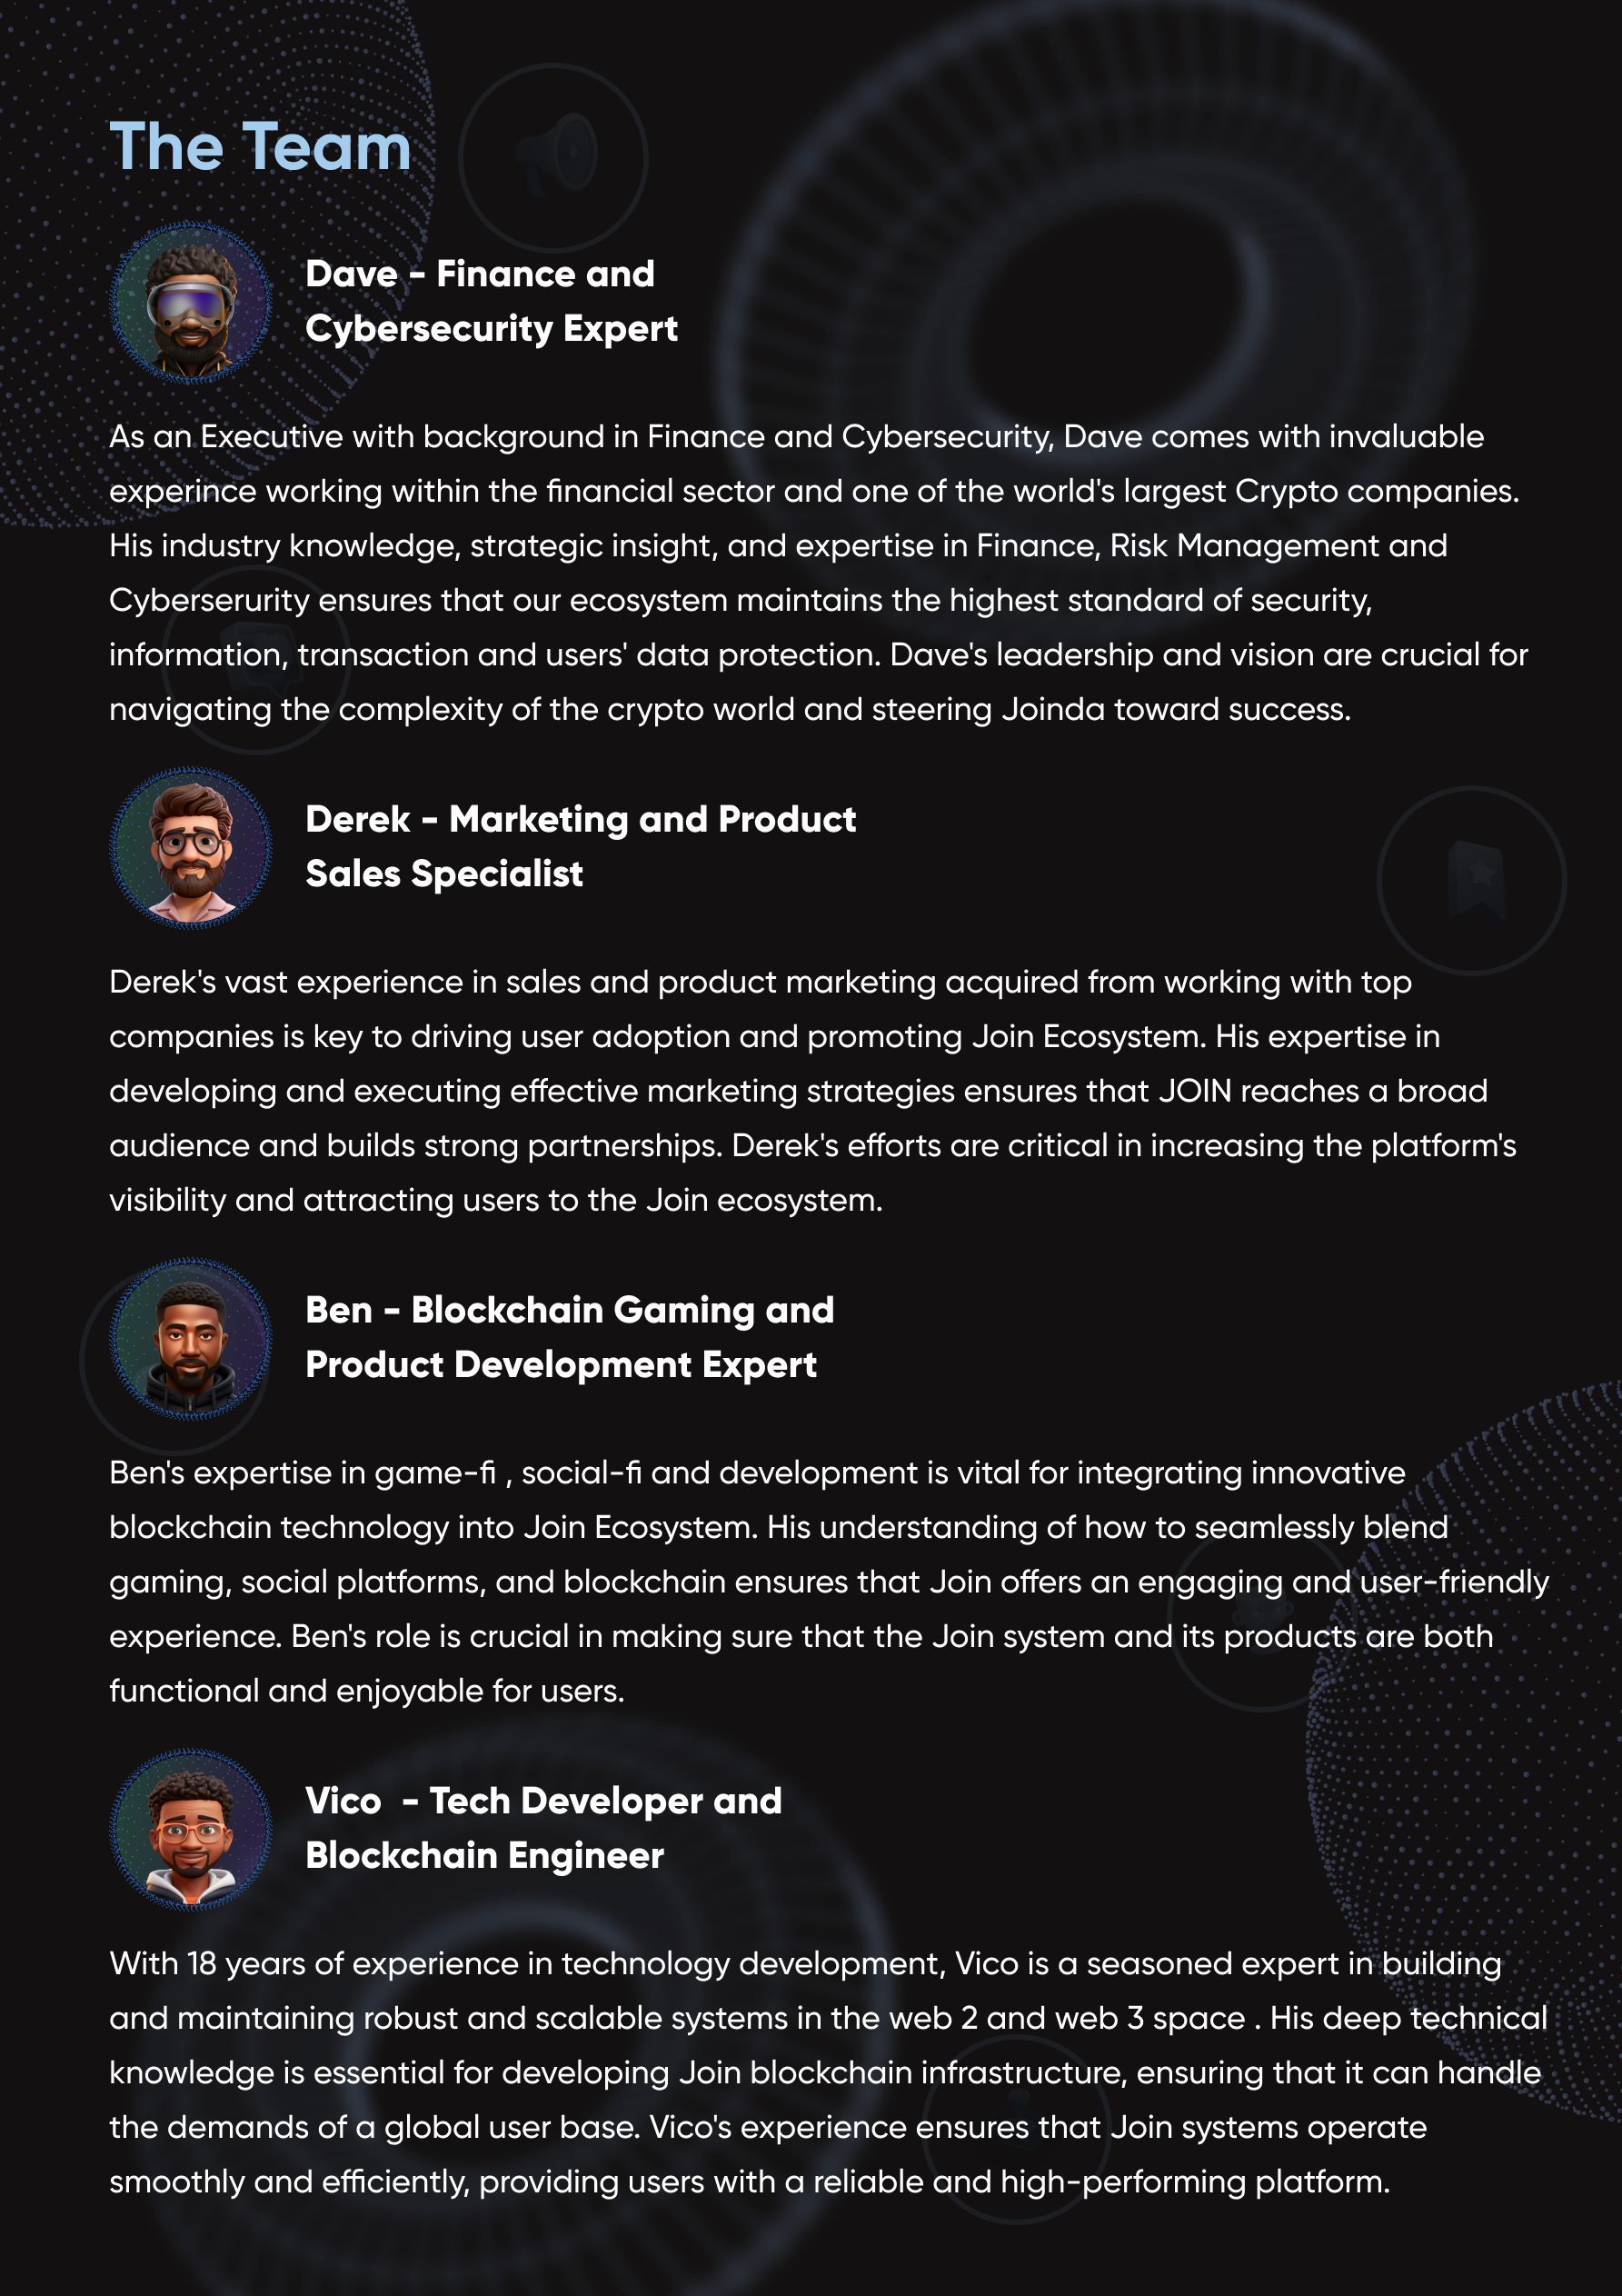 The Team
Dave - Finance and
Cybersecurity Expert
As an Executive with background in Finance and Cybersecurity, Dave comes with invaluable
experince working within the financial sector and one of the world's largest Crypto companies.
His industry knowledge, strategic insight, and expertise in Finance, Risk Management and
Cyberserurity ensures that our ecosystem maintains the highest standard of security,
information, transaction and users' data protection. Dave's leadership and vision are crucial for
navigating the complexity of the crypto world and steering Joinda toward success.
Derek - Marketing and Product
Sales Specialist
Derek's vast experience in sales and product marketing acquired from working with top
companies is key to driving user adoption and promoting Join Ecosystem. His expertise in
developing and executing effective marketing strategies ensures that JOIN reaches a broad
audience and builds strong partnerships. Derek's efforts are critical in increasing the platform's
visibility and attracting users to the Join ecosystem.
Ben - Blockchain Gaming and
Product Development Expert
Ben's expertise in game-fi , social-fi and development is vital for integrating innovative
blockchain technology into Join Ecosystem. His understanding of how to seamlessly blend
gaming, social platforms, and blockchain ensures that Join offers an engaging and user-friendly
experience. Ben's role is crucial in making sure that the Join system and its products are both
functional and enjoyable for users.
Vico  - Tech Developer and
Blockchain Engineer
With 18 years of experience in technology development, Vico is a seasoned expert in building
and maintaining robust and scalable systems in the web 2 and web 3 space . His deep technical
knowledge is essential for developing Join blockchain infrastructure, ensuring that it can handle
the demands of a global user base. Vico's experience ensures that Join systems operate
smoothly and efficiently, providing users with a reliable and high-performing platform.